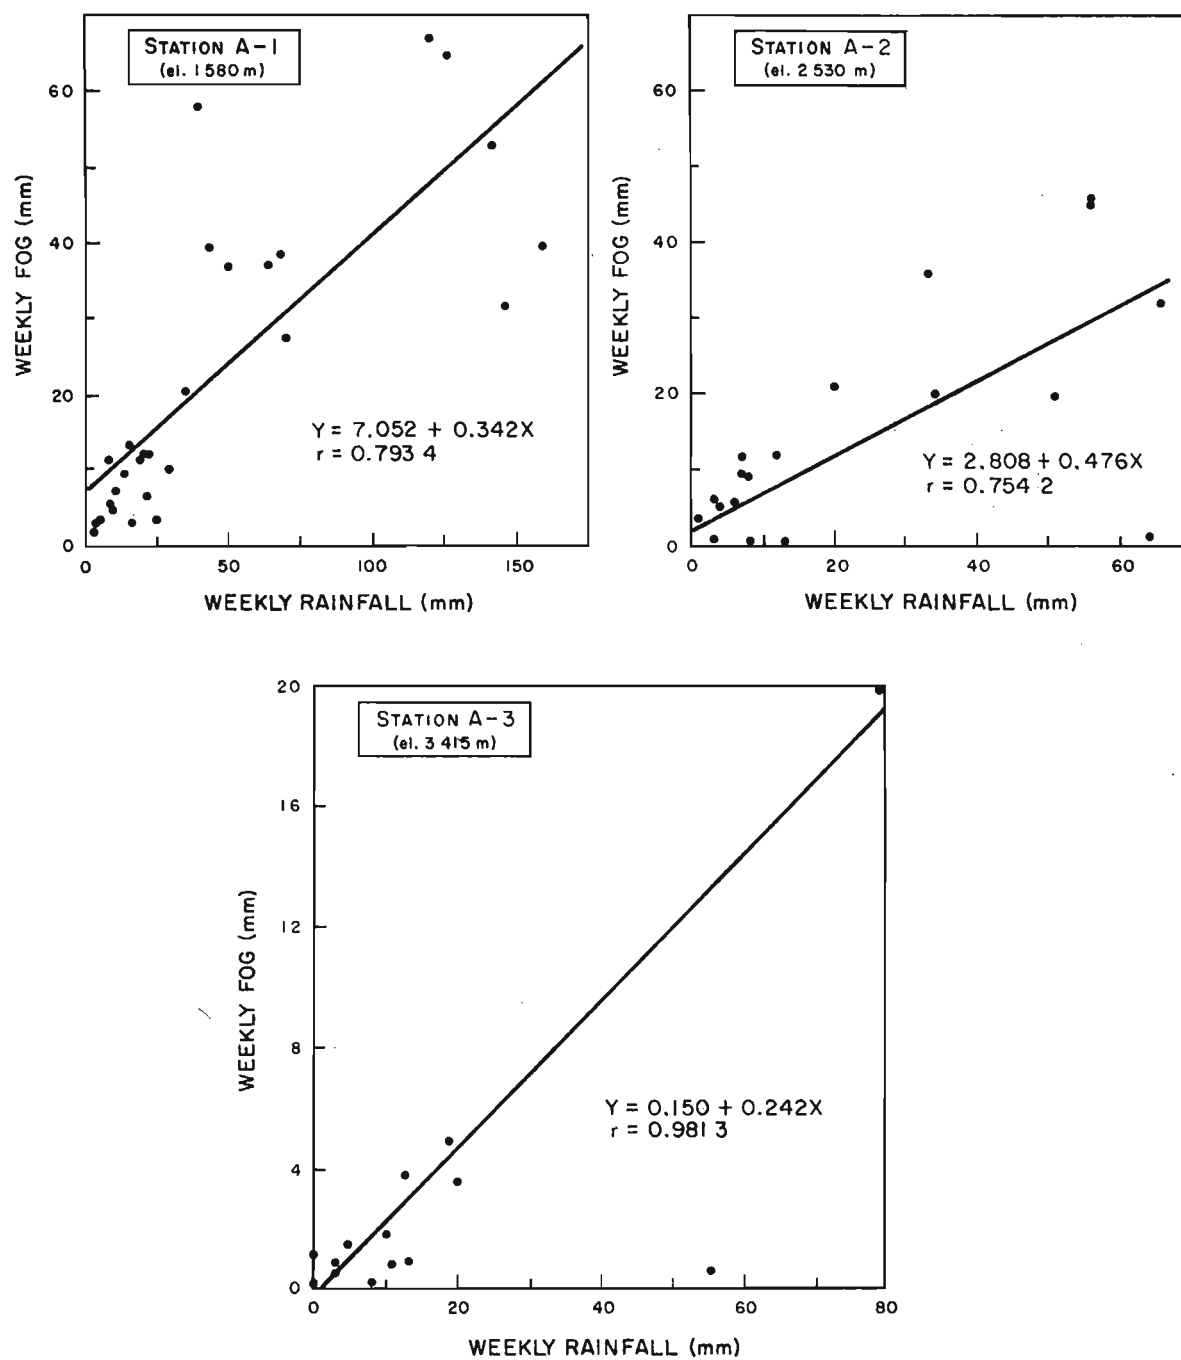 STATION A-1
(el. 1 580 m)
60
40
20
0
WEEKLY FOG (mm)
Y = 7.052 + 0.342X
r = 0.793 4
0 50 100 150
WEEKLY RAINFALL (mm)
STATION A-2
(el. 2 530 m)
60
40
20
0
WEEKLY FOG (mm)
Y = 2.808 + 0.476X
r = 0.754 2
0 20 40 60
WEEKLY RAINFALL (mm)
STATION A-3
(el. 3 415 m)
20
16
12
8
4
0
WEEKLY FOG (mm)
Y = 0.150 + 0.242X
r = 0.981 3
0 20 40 60 80
WEEKLY RAINFALL (mm)